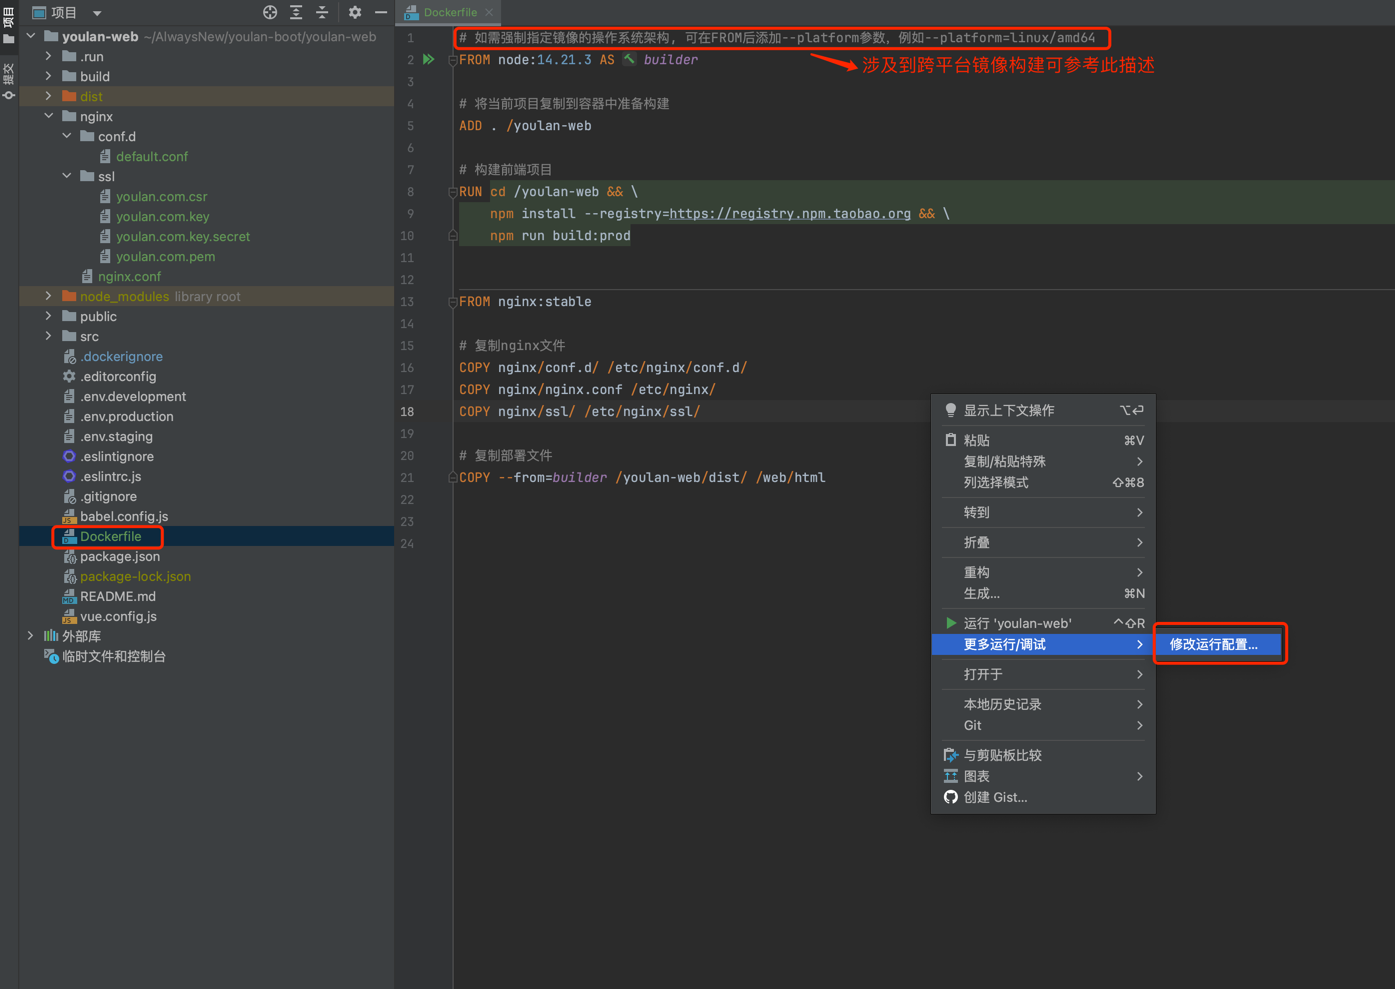 项目
提交
项目
youlan-web ~/AlwaysNew/youlan-boot/youlan-web
.run
build
dist
nginx
conf.d
default.conf
ssl
youlan.com.csr
youlan.com.key
youlan.com.key.secret
youlan.com.pem
nginx.conf
node_modules library root
public
src
.dockerignore
.editorconfig
.env.development
.env.production
.env.staging
.eslintignore
.eslintrc.js
.gitignore
babel.config.js
Dockerfile
package.json
package-lock.json
README.md
vue.config.js
外部库
临时文件和控制台
Dockerfile
1 # 如需强制指定镜像的操作系统架构, 可在FROM后添加--platform参数, 例如--platform=linux/amd64
2 FROM node:14.21.3 AS builder
涉及到跨平台镜像构建可参考此描述
3
4 # 将当前项目复制到容器中准备构建
5 ADD . /youlan-web
6
7 # 构建前端项目
8 RUN cd /youlan-web && \
9 npm install --registry=https://registry.npm.taobao.org && \
10 npm run build:prod
11
12
13 FROM nginx:stable
14
15 # 复制nginx文件
16 COPY nginx/conf.d/ /etc/nginx/conf.d/
17 COPY nginx/nginx.conf /etc/nginx/
18 COPY nginx/ssl/ /etc/nginx/ssl/
19
20 # 复制部署文件
21 COPY --from=builder /youlan-web/dist/ /web/html
22
23
24
显示上下文操作 ⌥↩
粘贴 ⌘V
复制/粘贴特殊
列选择模式 ⇧⌘8
转到
折叠
重构
生成... ⌘N
运行 'youlan-web' ^⇧R
更多运行/调试
修改运行配置...
打开于
本地历史记录
Git
与剪贴板比较
图表
创建 Gist...